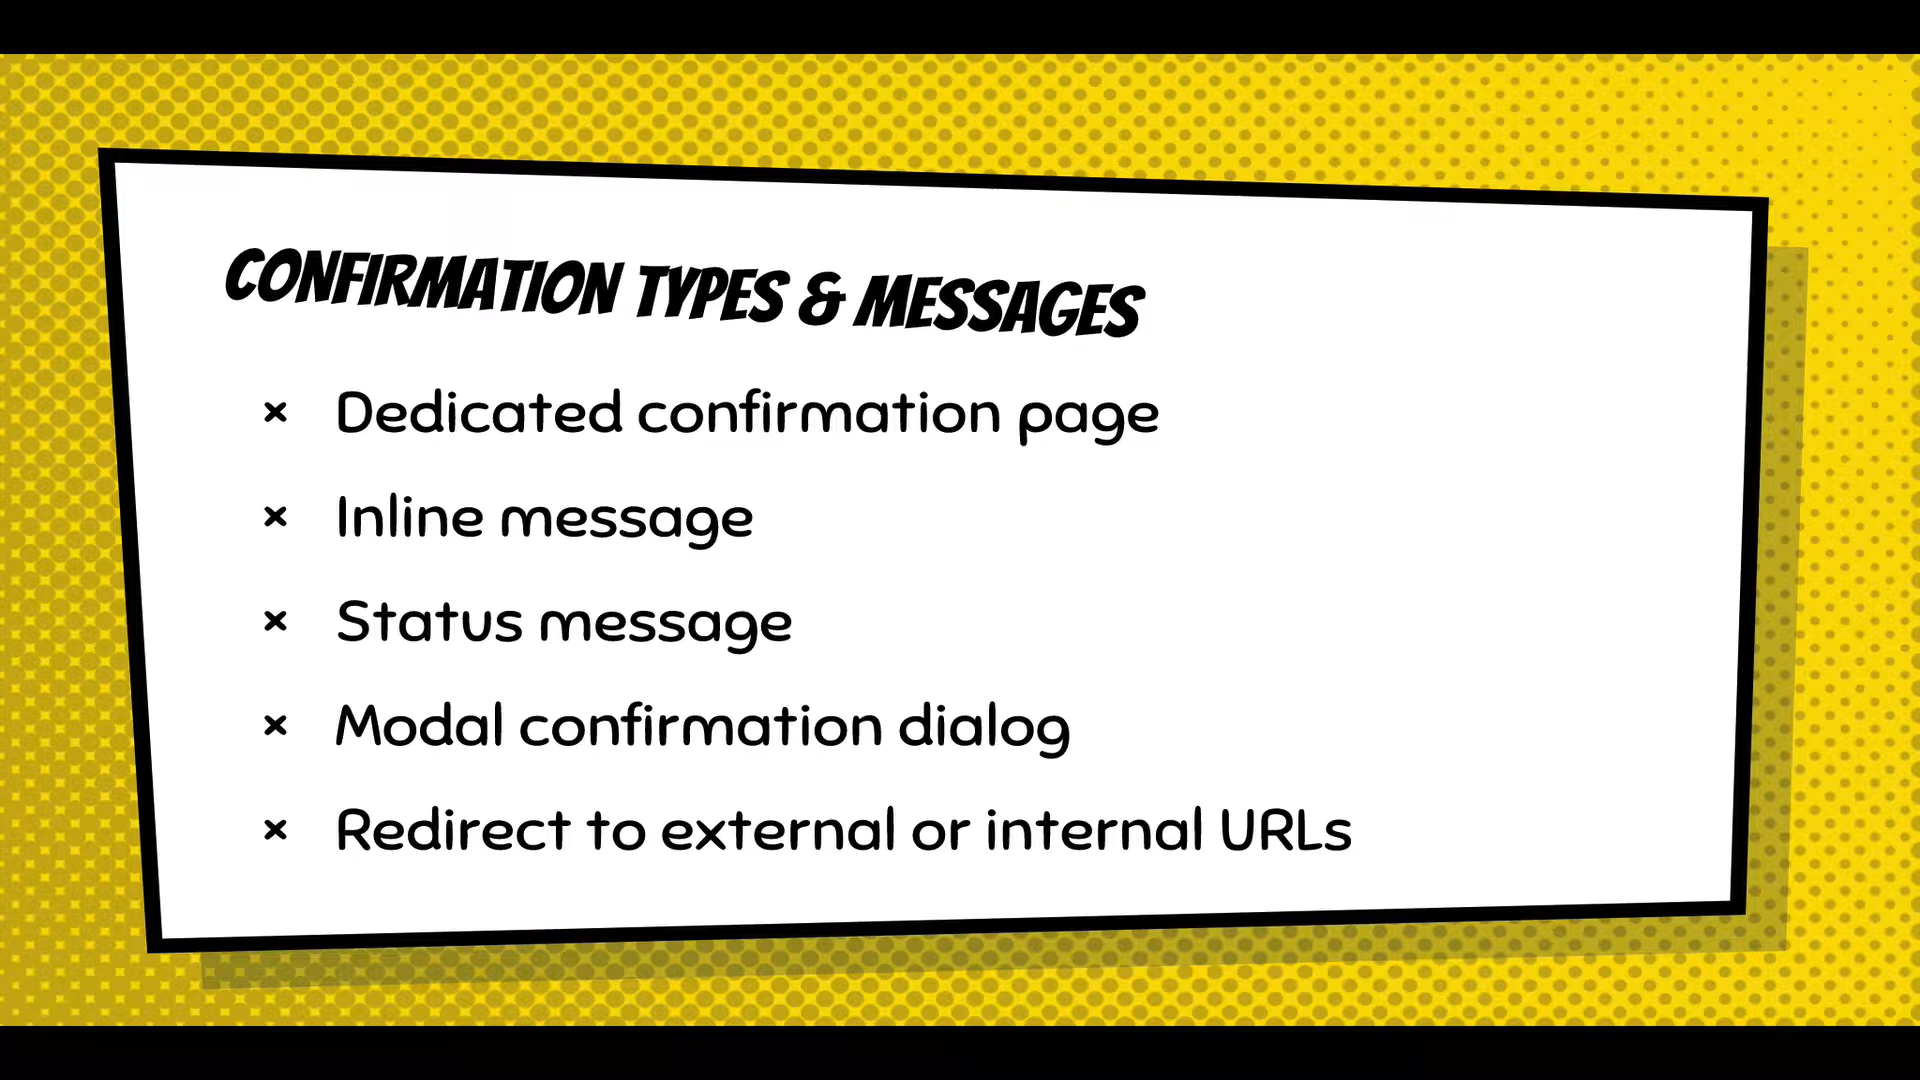 CONFIRMATION TYPES & MESSAGES
× Dedicated confirmation page
× Inline message
× Status message
× Modal confirmation dialog
× Redirect to external or internal URLs